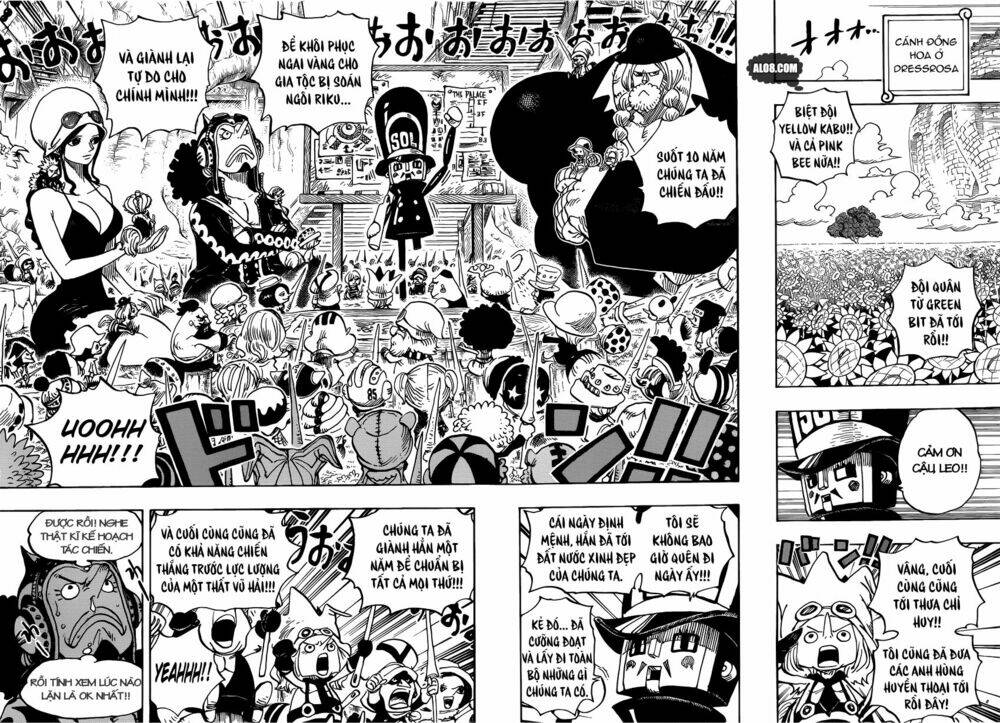 CÁNH ĐỒNG
HOA Ở
DRESSROSA
AL08.COM
BIỆT ĐỘI
YELLOW KABU!!
VÀ CẢ PINK
BEE NỮA!!
ĐỘI QUÂN
TỪ GREEN
BIT ĐÃ TỚI
RỒI!!
CẢM ƠN
CẬU, LEO!!
VÂNG, CUỐI
CÙNG CŨNG
TỚI THƯA CHỈ
HUY!!
TÔI CŨNG ĐÃ ĐƯA
CÁC ANH HÙNG
HUYỀN THOẠI TỚI
RỒI ĐÂY!
SUỐT 10 NĂM
CHÚNG TA ĐÃ
CHIẾN ĐẤU!!
ĐỂ KHÔI PHỤC
NGAI VÀNG CHO
GIA TỘC BỊ SOÁN
NGÔI RIKU...
VÀ GIÀNH LẠI
TỰ DO CHO
CHÍNH MÌNH!!!
"THE PALACE"
SOL
85
UOOHH
HHH!!!
ドドド
TÔI SẼ
KHÔNG BAO
GIỜ QUÊN ĐI
NGÀY ẤY!!!
CÁI NGÀY ĐỊNH
MỆNH, HẮN ĐÃ TỚI
ĐẤT NƯỚC XINH ĐẸP
CỦA CHÚNG TA.
KẺ ĐÓ... ĐÃ
CƯỠNG ĐOẠT
VÀ LẤY ĐI TOÀN
BỘ NHỮNG GÌ
CHÚNG TA CÓ.
CHÚNG TA ĐÃ
GIÀNH HẲN MỘT
NĂM ĐỂ CHUẨN BỊ
TẤT CẢ MỌI THỨ!!!
VÀ CUỐI CÙNG CŨNG ĐÃ
CÓ KHẢ NĂNG CHIẾN
THẮNG TRƯỚC LỰC LƯỢNG
CỦA MỘT THẤT VŨ HẢI!!!
YEAHHH!!
ĐƯỢC RỒI! NGHE
THẬT KĨ KẾ HOẠCH
TÁC CHIẾN.
RỒI TÍNH XEM LÚC NÀO
LẶN LÀ OK NHẤT!!